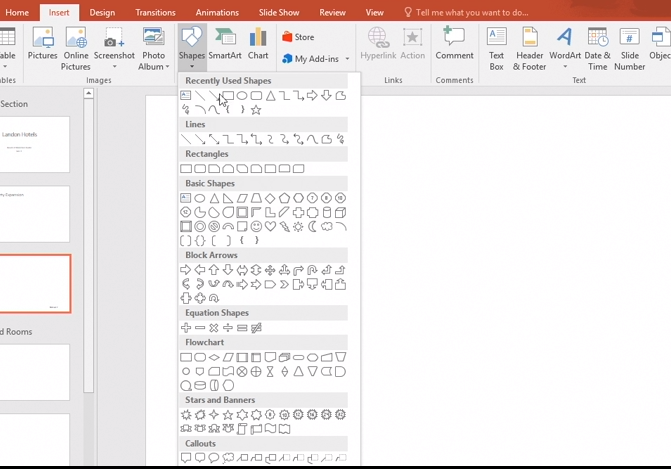 Home Insert Design Transitions Animations Slide Show Review View Tell me what you want to do...
Pictures Online Pictures Screenshot Photo Album Shapes SmartArt Chart Store My Add-ins Hyperlink Action Comment Text Box Header & Footer WordArt Date & Time Slide Number Objec
Images Links Comments Text
Recently Used Shapes
Section
Lines
Landon Hotels
Rectangles
Basic Shapes
Block Arrows
Equation Shapes
d Rooms
Flowchart
Stars and Banners
Callouts